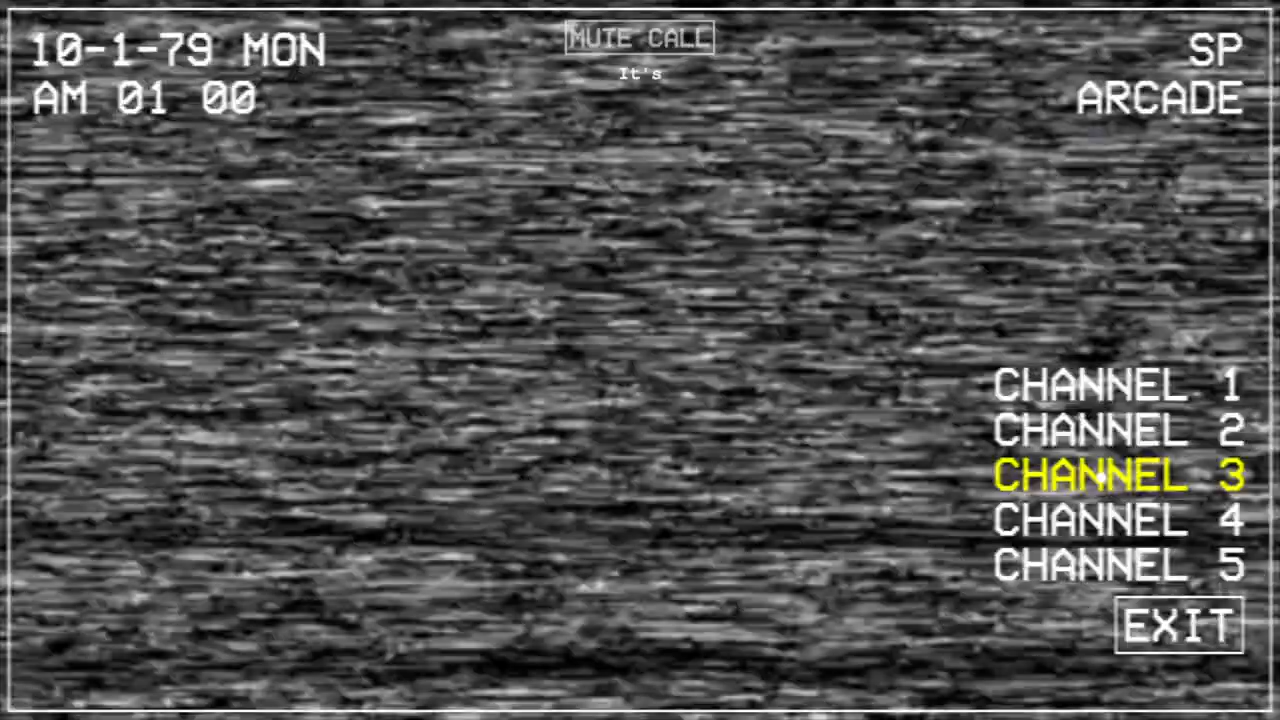 10-1-79 MON
AM 01 00
MUTE CALL
It's
SP
ARCADE
CHANNEL 1
CHANNEL 2
CHANNEL 3
CHANNEL 4
CHANNEL 5
EXIT